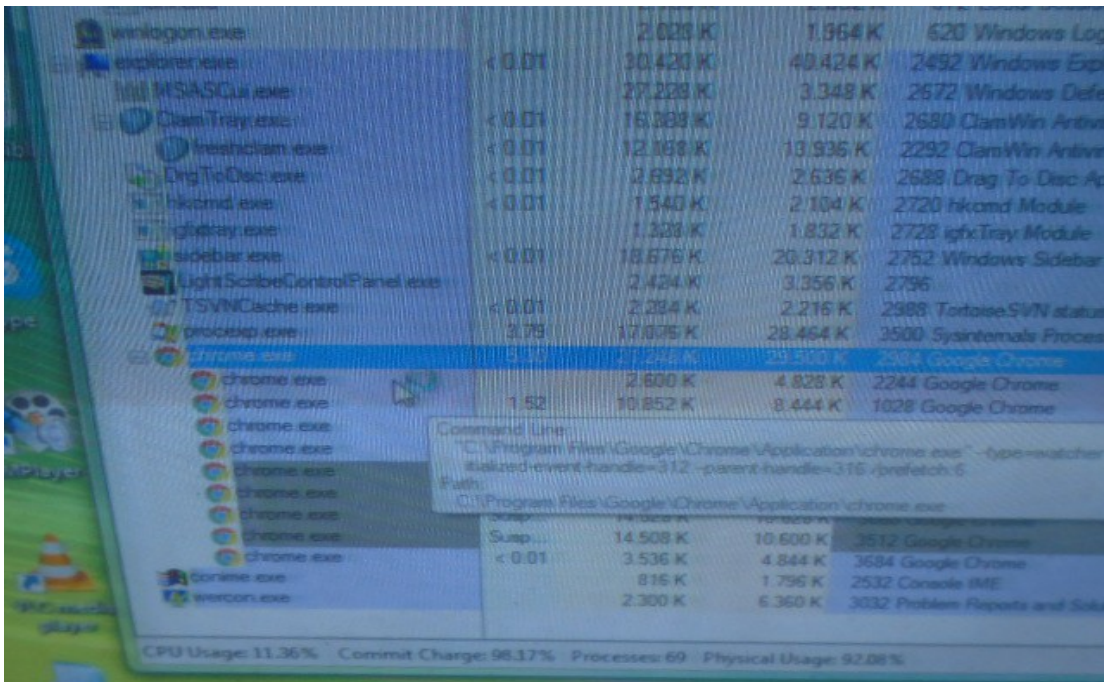 winlogon.exe 2.028 K 1.964 K 620 Windows Log
explorer.exe < 0.01 30.420 K 40.424 K 2492 Windows Exp
MSASCui.exe 27.228 K 3.348 K 2672 Windows Defe
ClamTray.exe < 0.01 16.388 K 9.120 K 2680 ClamWin Antivir
freshclam.exe < 0.01 12.168 K 13.936 K 2292 ClamWin Antivir
DrgToDisc.exe < 0.01 2.692 K 2.636 K 2688 Drag To Disc Ap
hkcmd.exe < 0.01 1.540 K 2.104 K 2720 hkcmd Module
igfxtray.exe 1.328 K 1.832 K 2728 igfxTray Module
sidebar.exe < 0.01 18.676 K 20.312 K 2752 Windows Sidebar
LightScribeControlPanel.exe 2.424 K 3.356 K 2796
TSVNCache.exe < 0.01 2.284 K 2.216 K 2988 TortoiseSVN status
procexp.exe 3.79 17.076 K 28.464 K 3500 Sysinternals Proces
chrome.exe 29.500 K 2984 Google Chrome
chrome.exe 2.600 K 4.828 K 2244 Google Chrome
chrome.exe 1.52 10.852 K 8.444 K 1028 Google Chrome
chrome.exe
Command Line:
chrome.exe "C:\Program Files\Google\Chrome\Application\chrome.exe" --type=watcher
chrome.exe itialized-event-handle=312 --parent-handle=316 /prefetch:6
Path:
chrome.exe C:\Program Files\Google\Chrome\Application\chrome.exe
chrome.exe Susp...
chrome.exe Susp... 14.508 K 10.600 K 3512 Google Chrome
chrome.exe < 0.01 3.536 K 4.844 K 3684 Google Chrome
conime.exe 816 K 1.796 K 2532 Console IME
wercon.exe 2.300 K 6.360 K 3032 Problem Reports and Solu
CPU Usage: 11.36% Commit Charge: 98.17% Processes: 69 Physical Usage: 92.08%